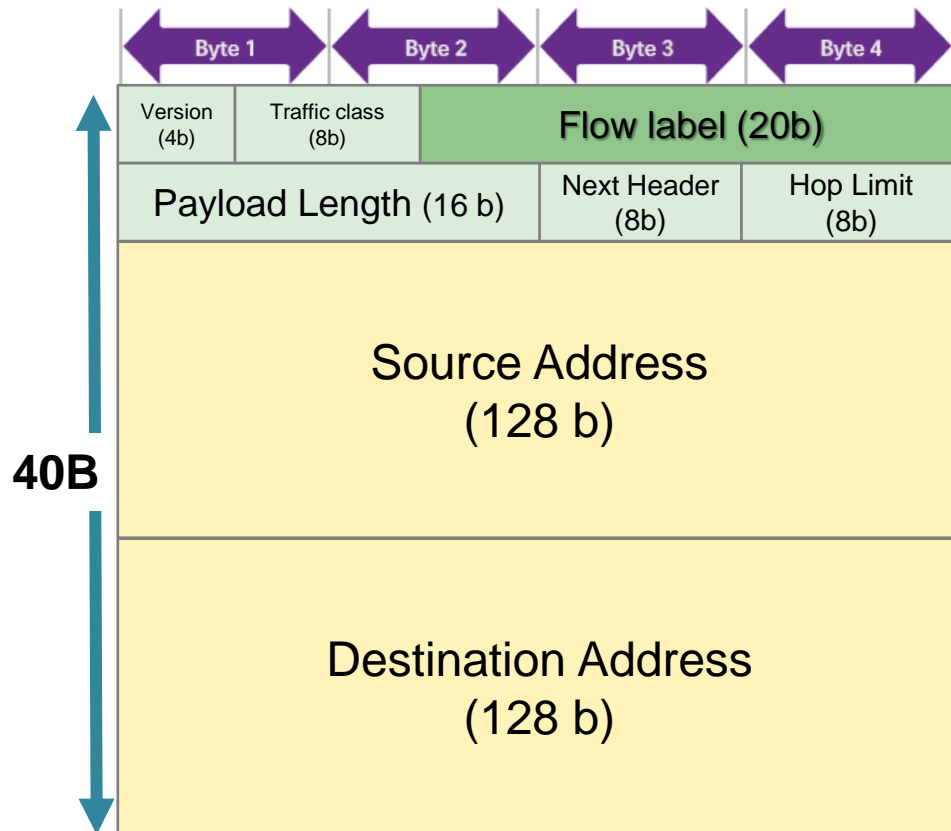 Byte 1
Byte 2
Byte 3
Byte 4
Version
(4b)
Traffic class
(8b)
Flow label (20b)
Payload Length (16 b)
Next Header
(8b)
Hop Limit
(8b)
Source Address
(128 b)
40B
Destination Address
(128 b)